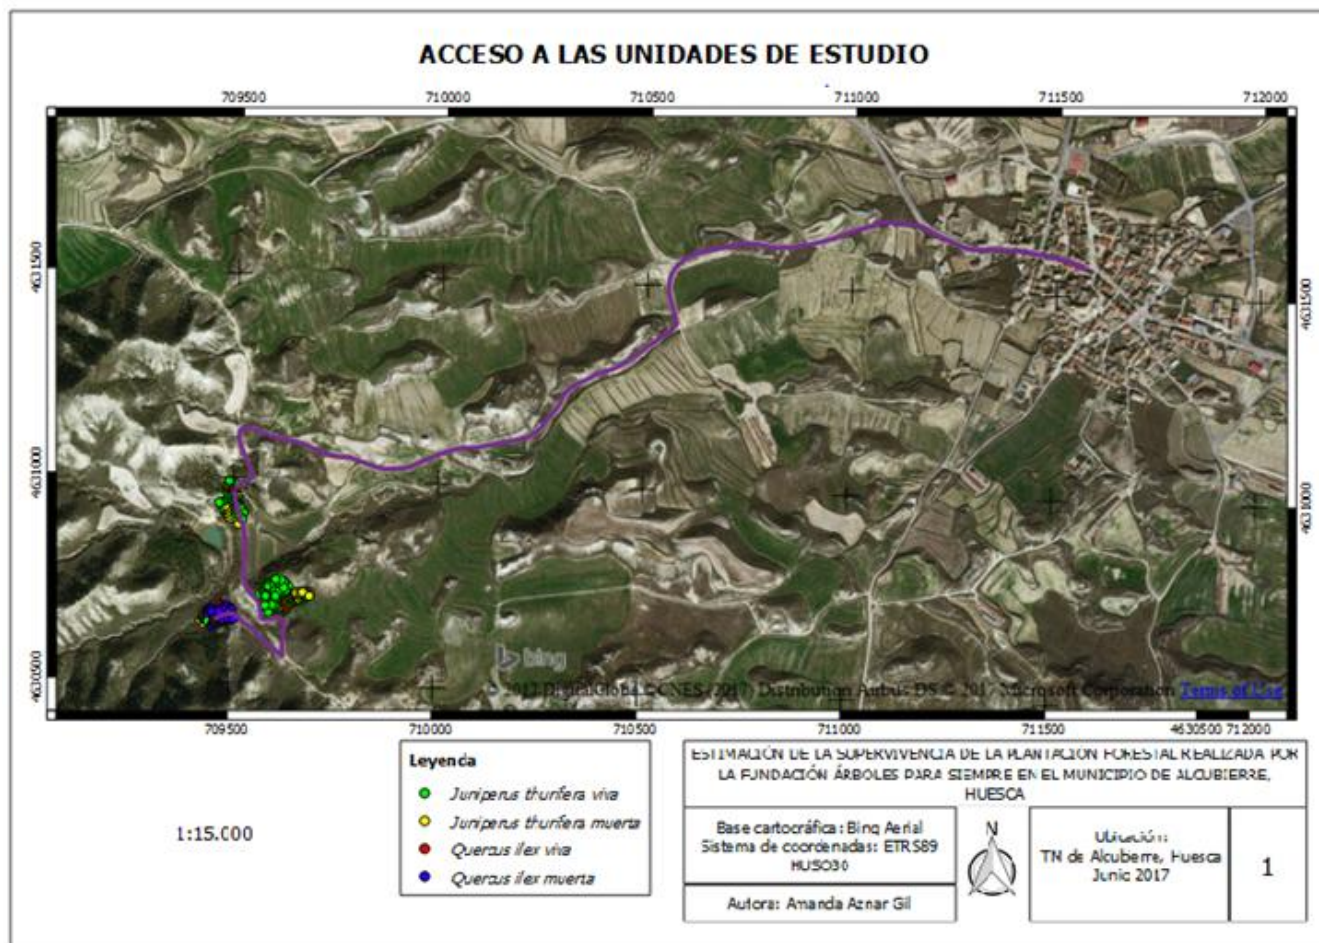 ACCESO A LAS UNIDADES DE ESTUDIO
709500 710000 710500 711000 711500 712000
4631500
4631500
4631000
4631000
4630500
bing
© 2017 DigitalGlobe ©CNES (2017) Distribution Airbus DS © 2017 Microsoft Corporation Terms of Use
709500 710000 710500 711000 711500 4630500 712000
Leyenda
Juniperus thurifera viva
Juniperus thurifera muerta
Quercus ilex viva
Quercus ilex muerta
1:15.000
ESTIMACIÓN DE LA SUPERVIVENCIA DE LA PLANTACIÓN FORESTAL REALIZADA POR
LA FUNDACIÓN ÁRBOLES PARA SIEMPRE EN EL MUNICIPIO DE ALCUBIERRE,
HUESCA
Base cartográfica: Bing Aerial
Sistema de coordenadas: ETRS89
HUSO30
Autora: Amanda Aznar Gil
N
Ubicación:
TM de Alcubierre, Huesca
Junio 2017
1